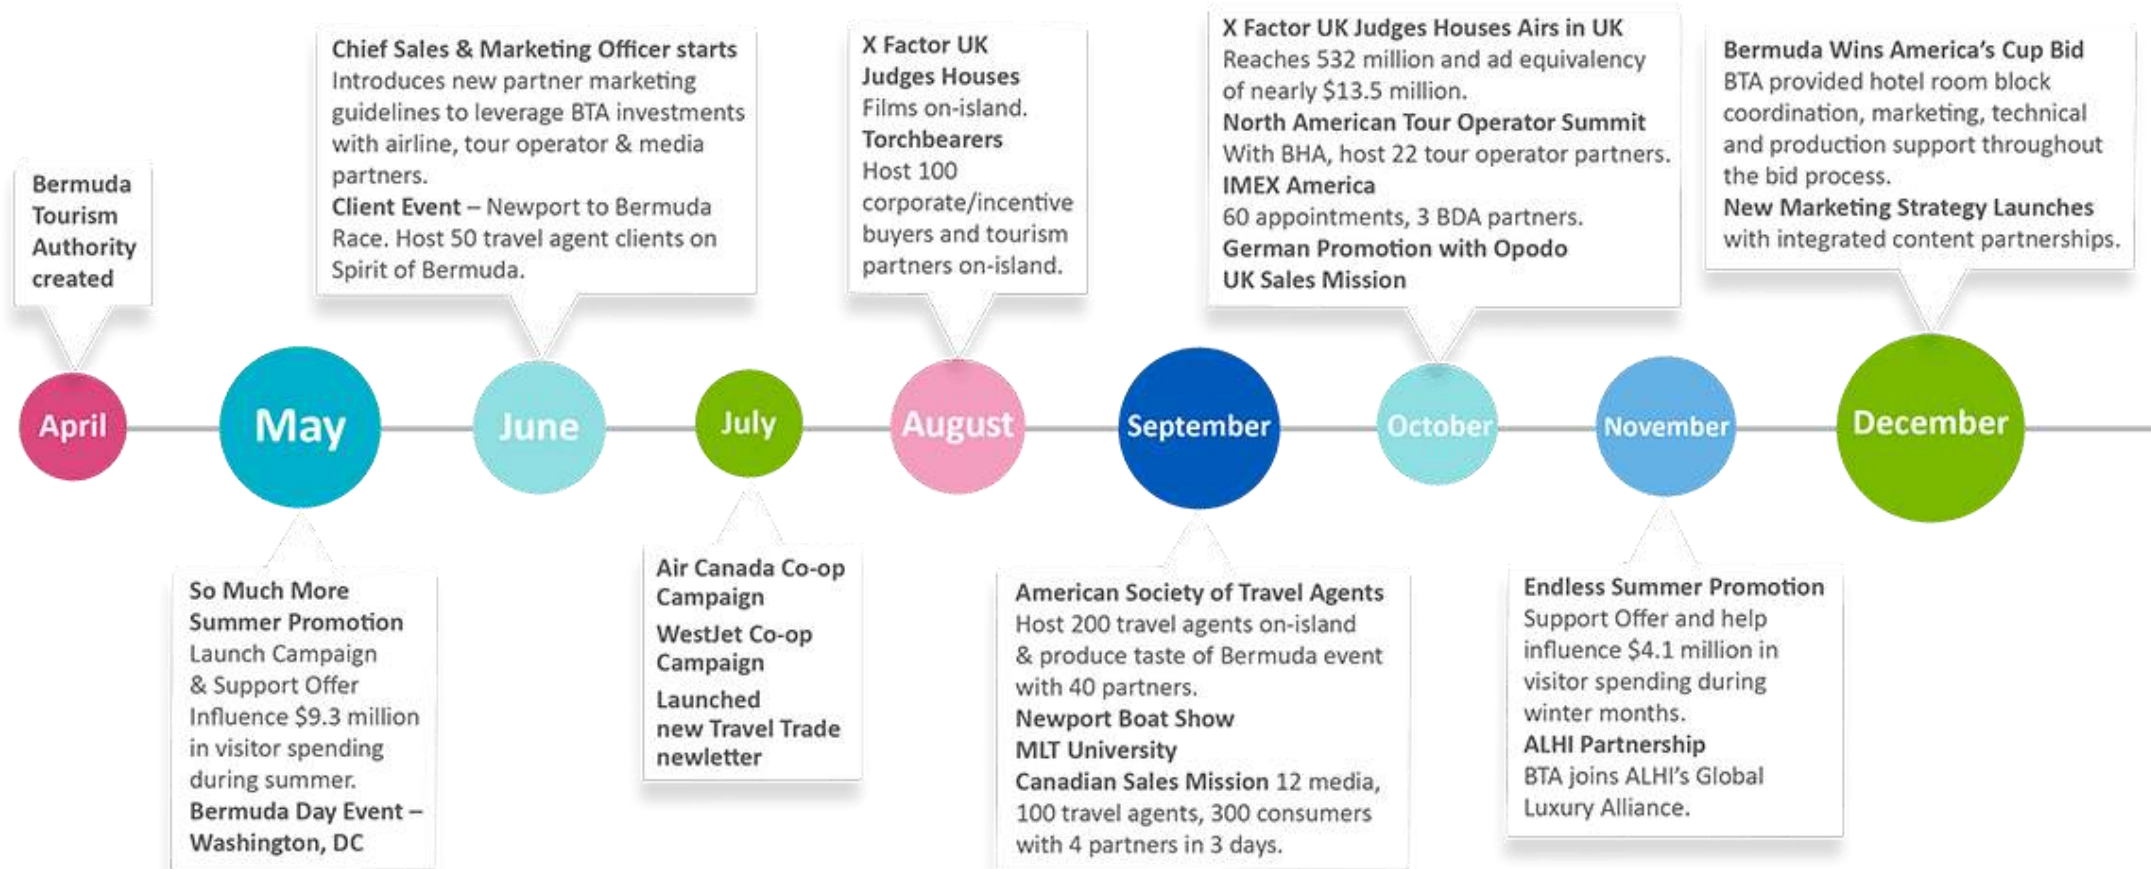 Bermuda
Tourism
Authority
created
April
May
So Much More
Summer Promotion
Launch Campaign
& Support Offer
Influence $9.3 million
in visitor spending
during summer.
Bermuda Day Event –
Washington, DC
Chief Sales & Marketing Officer starts
Introduces new partner marketing
guidelines to leverage BTA investments
with airline, tour operator & media
partners.
Client Event – Newport to Bermuda
Race. Host 50 travel agent clients on
Spirit of Bermuda.
June
July
Air Canada Co-op
Campaign
WestJet Co-op
Campaign
Launched
new Travel Trade
newletter
X Factor UK
Judges Houses
Films on-island.
Torchbearers
Host 100
corporate/incentive
buyers and tourism
partners on-island.
August
September
American Society of Travel Agents
Host 200 travel agents on-island
& produce taste of Bermuda event
with 40 partners.
Newport Boat Show
MLT University
Canadian Sales Mission 12 media,
100 travel agents, 300 consumers
with 4 partners in 3 days.
X Factor UK Judges Houses Airs in UK
Reaches 532 million and ad equivalency
of nearly $13.5 million.
North American Tour Operator Summit
With BHA, host 22 tour operator partners.
IMEX America
60 appointments, 3 BDA partners.
German Promotion with Opodo
UK Sales Mission
October
November
Endless Summer Promotion
Support Offer and help
influence $4.1 million in
visitor spending during
winter months.
ALHI Partnership
BTA joins ALHI's Global
Luxury Alliance.
Bermuda Wins America's Cup Bid
BTA provided hotel room block
coordination, marketing, technical
and production support throughout
the bid process.
New Marketing Strategy Launches
with integrated content partnerships.
December